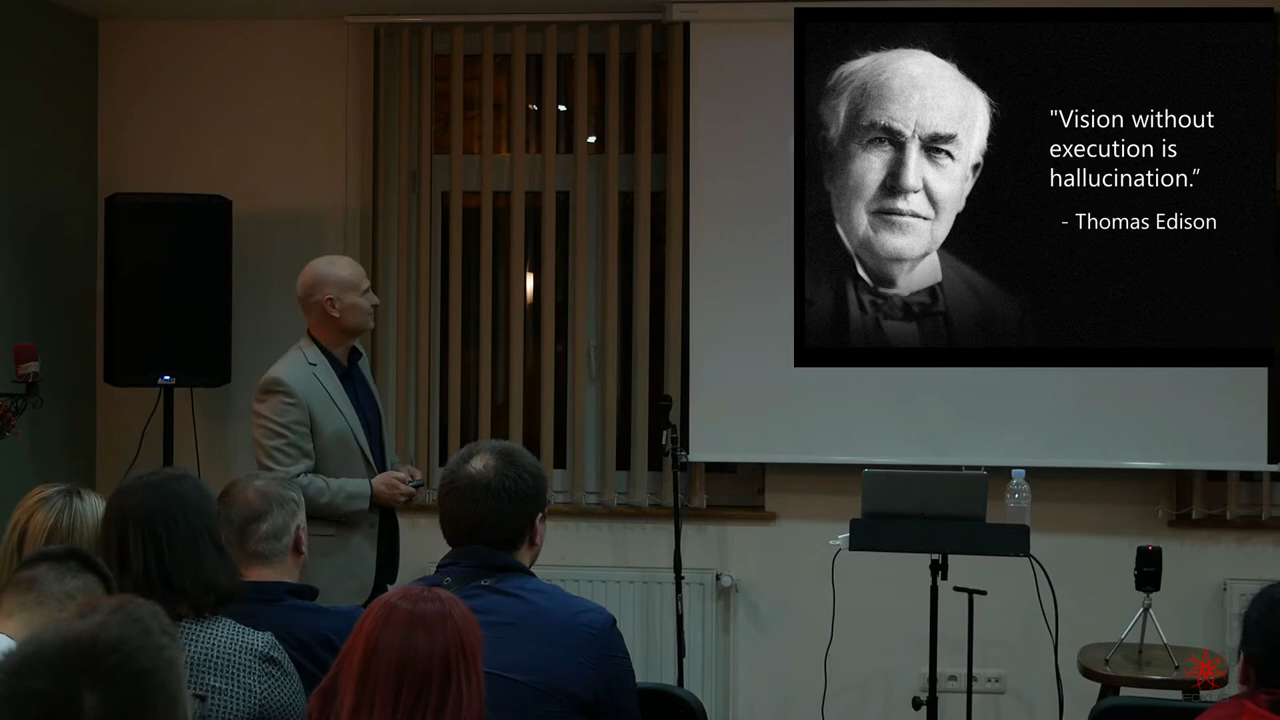 "Vision without
execution is
hallucination."
- Thomas Edison